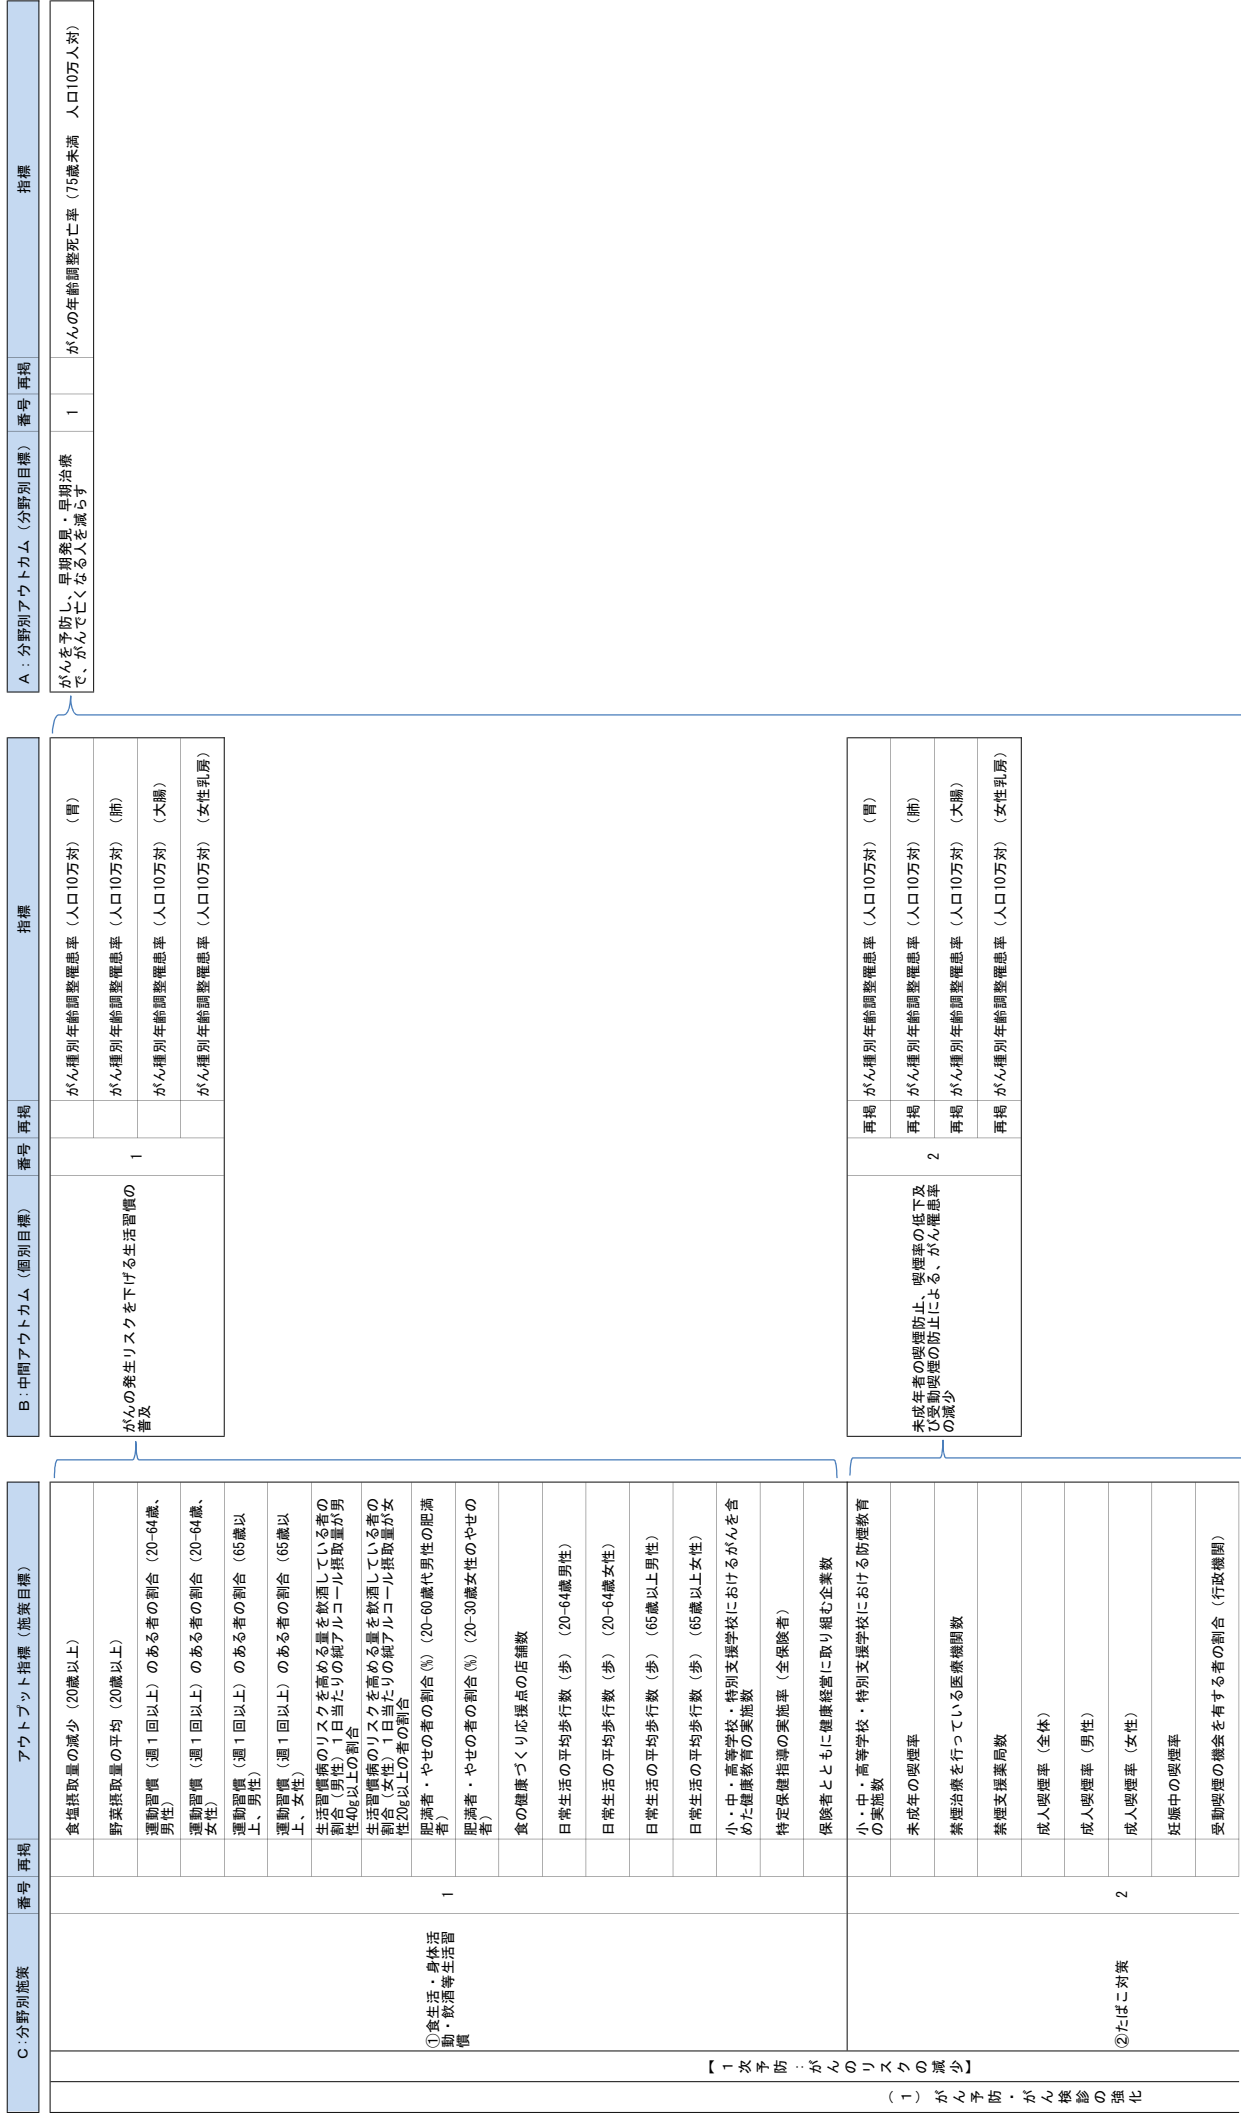 C:分野別施策
番号
再掲
アウトプット指標(施策目標)
B:中間アウトカム(個別目標)
番号
再掲
指標
A:分野別アウトカム(分野別目標)
番号
再掲
指標
(1)がん予防・がん検診の強化
【1次予防:がんのリスクの減少】
①食生活・身体活
動・飲酒等生活習
慣
1
食塩摂取量の減少(20歳以上)
野菜摂取量の平均(20歳以上)
運動習慣(週1回以上)のある者の割合(20-64歳、
男性)
運動習慣(週1回以上)のある者の割合(20-64歳、
女性)
運動習慣(週1回以上)のある者の割合(65歳以
上、男性)
運動習慣(週1回以上)のある者の割合(65歳以
上、女性)
生活習慣病のリスクを高める量を飲酒している者の
割合(男性)1日当たりの純アルコール摂取量が男
性40g以上の割合
生活習慣病のリスクを高める量を飲酒している者の
割合(女性)1日当たりの純アルコール摂取量が女
性20g以上の者の割合
肥満者・やせの者の割合(%)(20-60歳代男性の肥満
者)
肥満者・やせの者の割合(%)(20-30歳女性のやせの
者)
食の健康づくり応援点の店舗数
日常生活の平均歩行数(歩)(20-64歳男性)
日常生活の平均歩行数(歩)(20-64歳女性)
日常生活の平均歩行数(歩)(65歳以上男性)
日常生活の平均歩行数(歩)(65歳以上女性)
小・中・高等学校・特別支援学校におけるがんを含
めた健康教育の実施数
特定保健指導の実施率(全保険者)
保険者とともに健康経営に取り組む企業数
がんの発生リスクを下げる生活習慣の
普及
1
がん種別年齢調整罹患率(人口10万対)(胃)
がん種別年齢調整罹患率(人口10万対)(肺)
がん種別年齢調整罹患率(人口10万対)(大腸)
がん種別年齢調整罹患率(人口10万対)(女性乳房)
がんを予防し、早期発見・早期治療
で、がんで亡くなる人を減らす
1
がんの年齢調整死亡率(75歳未満 人口10万人対)
②たばこ対策
2
小・中・高等学校・特別支援学校における防煙教育
の実施数
未成年の喫煙率
禁煙治療を行っている医療機関数
禁煙支援薬局数
成人喫煙率(全体)
成人喫煙率(男性)
成人喫煙率(女性)
妊娠中の喫煙率
受動喫煙の機会を有する者の割合(行政機関)
未成年者の喫煙防止、喫煙率の低下及
び受動喫煙の防止による、がん罹患率
の減少
2
再掲 がん種別年齢調整罹患率(人口10万対)(胃)
再掲 がん種別年齢調整罹患率(人口10万対)(肺)
再掲 がん種別年齢調整罹患率(人口10万対)(大腸)
再掲 がん種別年齢調整罹患率(人口10万対)(女性乳房)